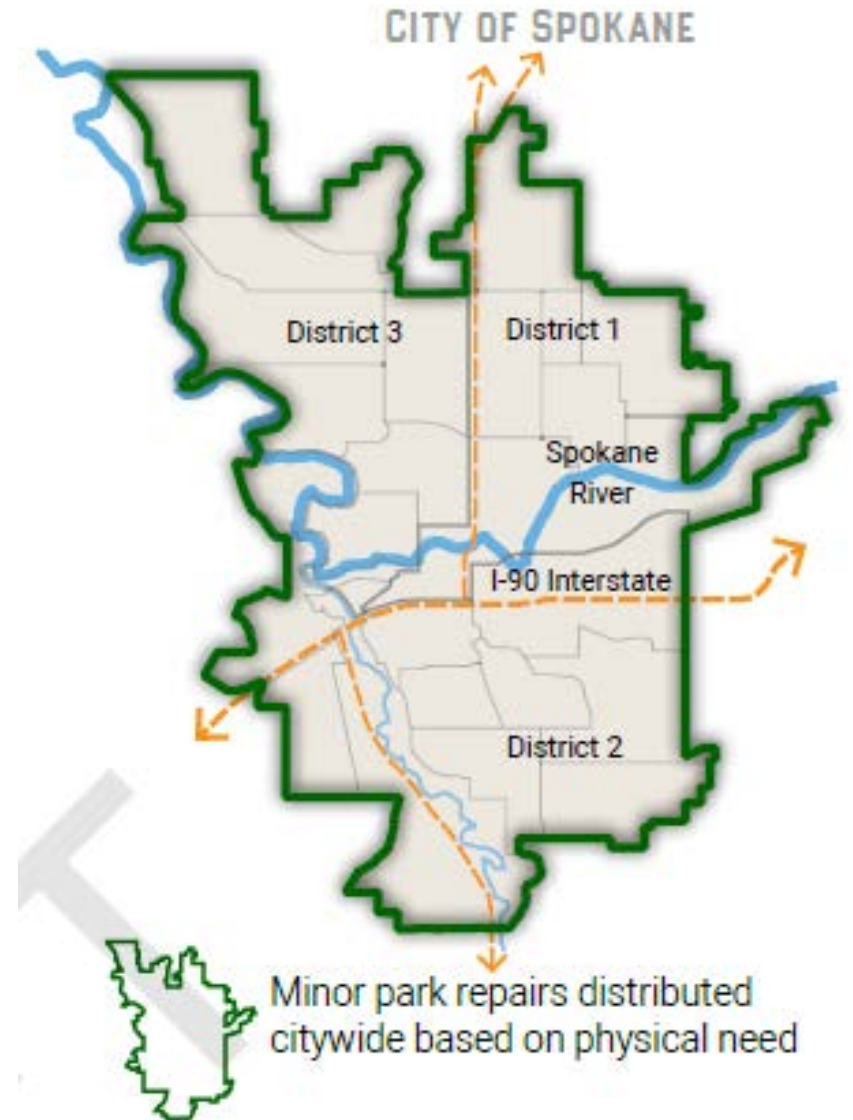 CITY OF SPOKANE
District 3
District 1
Spokane
River
I-90 Interstate
District 2
Minor park repairs distributed
citywide based on physical need